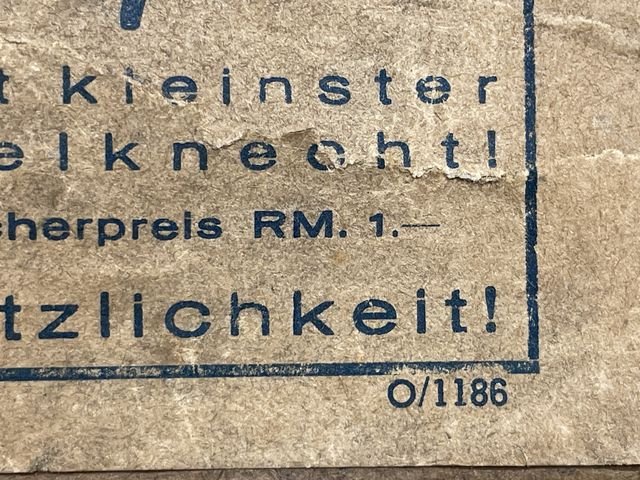 t kleinster
elknecht!
cherpreis RM. 1.—
tzlichkeit!
O/1186